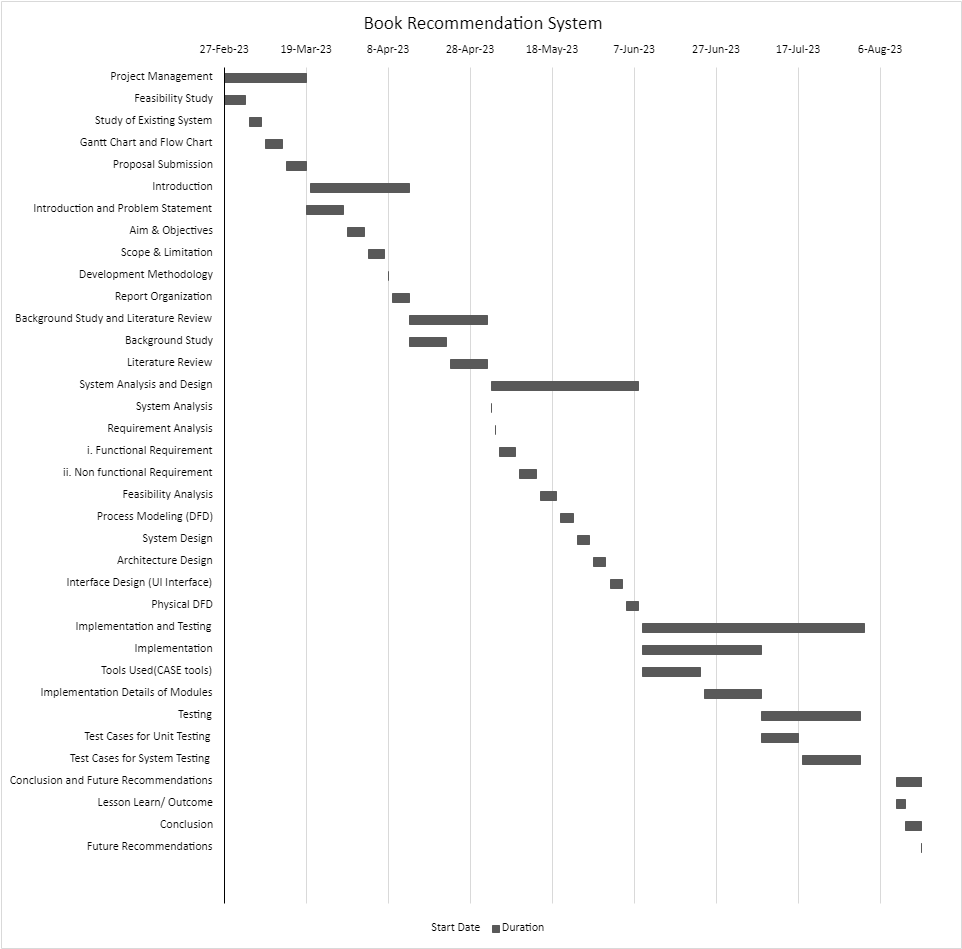 Book Recommendation System
27-Feb-23 19-Mar-23 8-Apr-23 28-Apr-23 18-May-23 7-Jun-23 27-Jun-23 17-Jul-23 6-Aug-23
Project Management
Feasibility Study
Study of Existing System
Gantt Chart and Flow Chart
Proposal Submission
Introduction
Introduction and Problem Statement
Aim & Objectives
Scope & Limitation
Development Methodology
Report Organization
Background Study and Literature Review
Background Study
Literature Review
System Analysis and Design
System Analysis
Requirement Analysis
i. Functional Requirement
ii. Non functional Requirement
Feasibility Analysis
Process Modeling (DFD)
System Design
Architecture Design
Interface Design (UI Interface)
Physical DFD
Implementation and Testing
Implementation
Tools Used(CASE tools)
Implementation Details of Modules
Testing
Test Cases for Unit Testing
Test Cases for System Testing
Conclusion and Future Recommendations
Lesson Learn/ Outcome
Conclusion
Future Recommendations
Start Date Duration